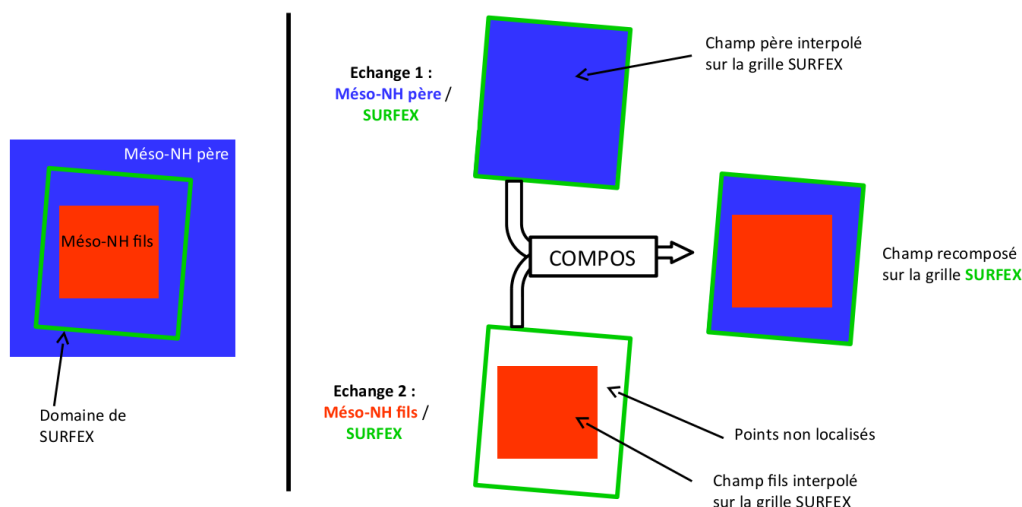 Méso-NH père
Méso-NH fils
Domaine de
SURFEX
Echange 1 :
Méso-NH père /
SURFEX
Champ père interpolé
sur la grille SURFEX
COMPOS
Champ recomposé
sur la grille SURFEX
Echange 2 :
Méso-NH fils /
SURFEX
Points non localisés
Champ fils interpolé
sur la grille SURFEX